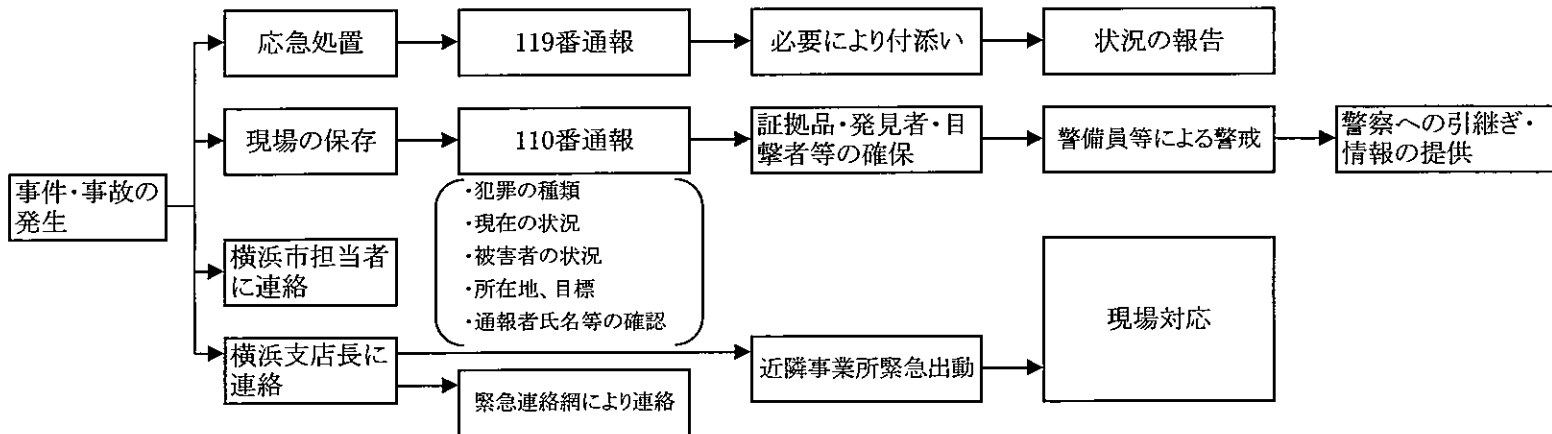 応急処置
119番通報
必要により付添い
状況の報告
現場の保存
110番通報
証拠品・発見者・目
撃者等の確保
警備員等による警戒
警察への引継ぎ・
情報の提供
事件・事故の
発生
・犯罪の種類
・現在の状況
・被害者の状況
・所在地、目標
・通報者氏名等の確認
横浜市担当者
に連絡
横浜支店長に
連絡
緊急連絡網により連絡
近隣事業所緊急出動
現場対応